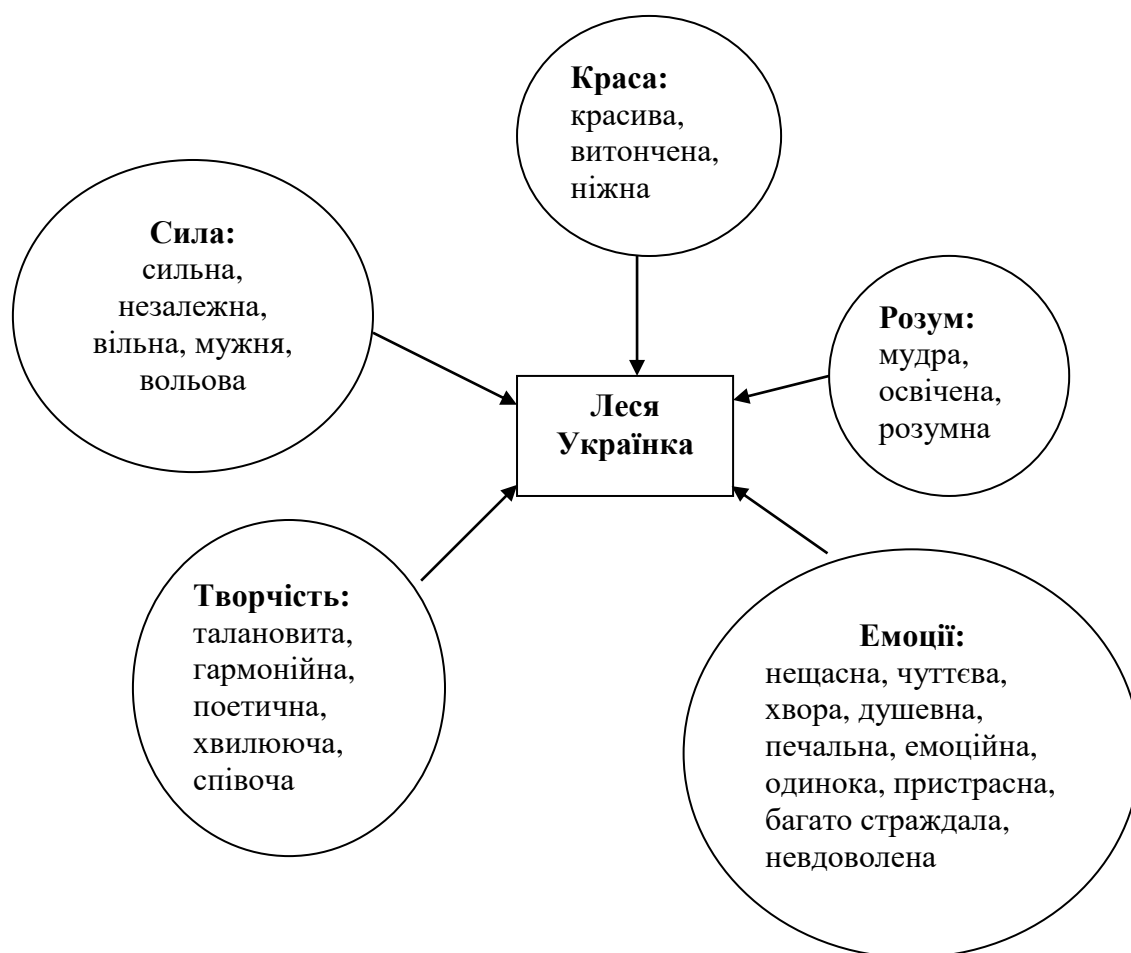 Краса:
красива,
витончена,
ніжна
Сила:
сильна,
незалежна,
вільна, мужня,
вольова
Розум:
мудра,
освічена,
розумна
Леся
Українка
Творчість:
талановита,
гармонійна,
поетична,
хвилююча,
співоча
Емоції:
нещасна, чуттєва,
хвора, душевна,
печальна, емоційна,
одинока, пристрасна,
багато страждала,
невдоволена